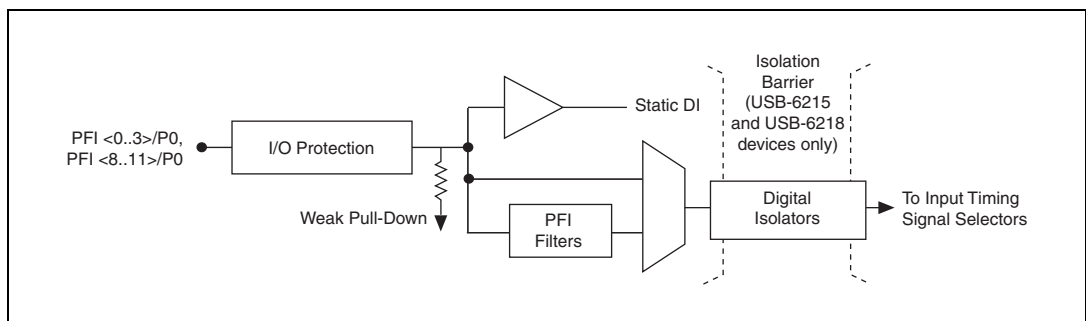 PFI <0..3>/P0,
PFI <8..11>/P0
I/O Protection
Weak Pull-Down
Static DI
PFI
Filters
Isolation
Barrier
(USB-6215
and USB-6218
devices only)
Digital
Isolators
To Input Timing
Signal Selectors